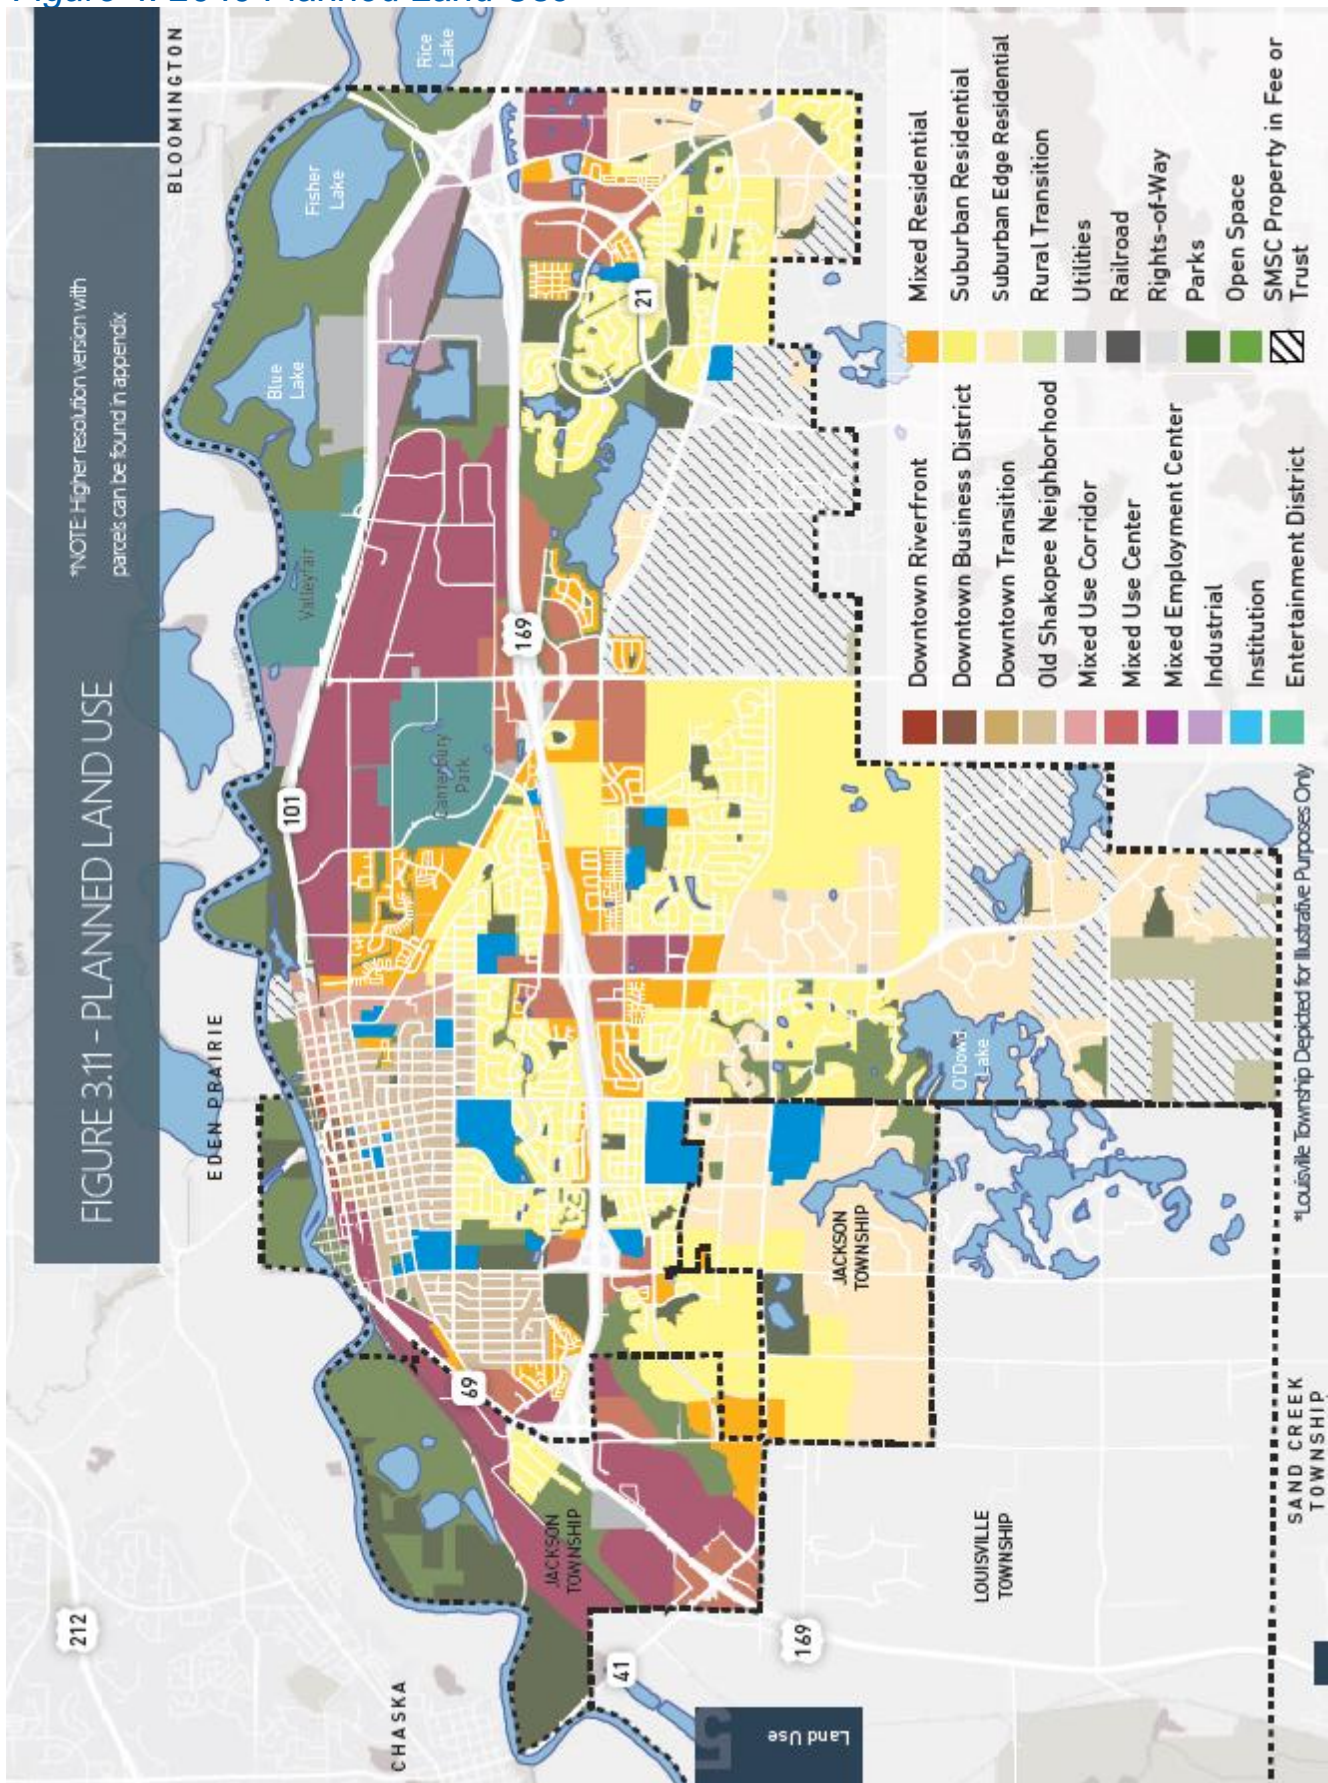 Figure 4. 2040 Planned Land Use
FIGURE 3.11 – PLANNED LAND USE
*NOTE: Higher resolution version with
parcels can be found in appendix
BLOOMINGTON
EDEN PRAIRIE
CHASKA
212
Rice
Lake
Fisher
Lake
Blue
Lake
Valleyfair
101
Canterbury
Park
169
21
69
JACKSON
TOWNSHIP
JACKSON
TOWNSHIP
O'Dowd
Lake
41
169
LOUISVILLE
TOWNSHIP
SAND CREEK
TOWNSHIP
Downtown Riverfront
Downtown Business District
Downtown Transition
Old Shakopee Neighborhood
Mixed Use Corridor
Mixed Use Center
Mixed Employment Center
Industrial
Institution
Entertainment District
Mixed Residential
Suburban Residential
Suburban Edge Residential
Rural Transition
Utilities
Railroad
Rights-of-Way
Parks
Open Space
SMSC Property in Fee or
Trust
*Louisville Township Depicted for Illustrative Purposes Only
Land Use